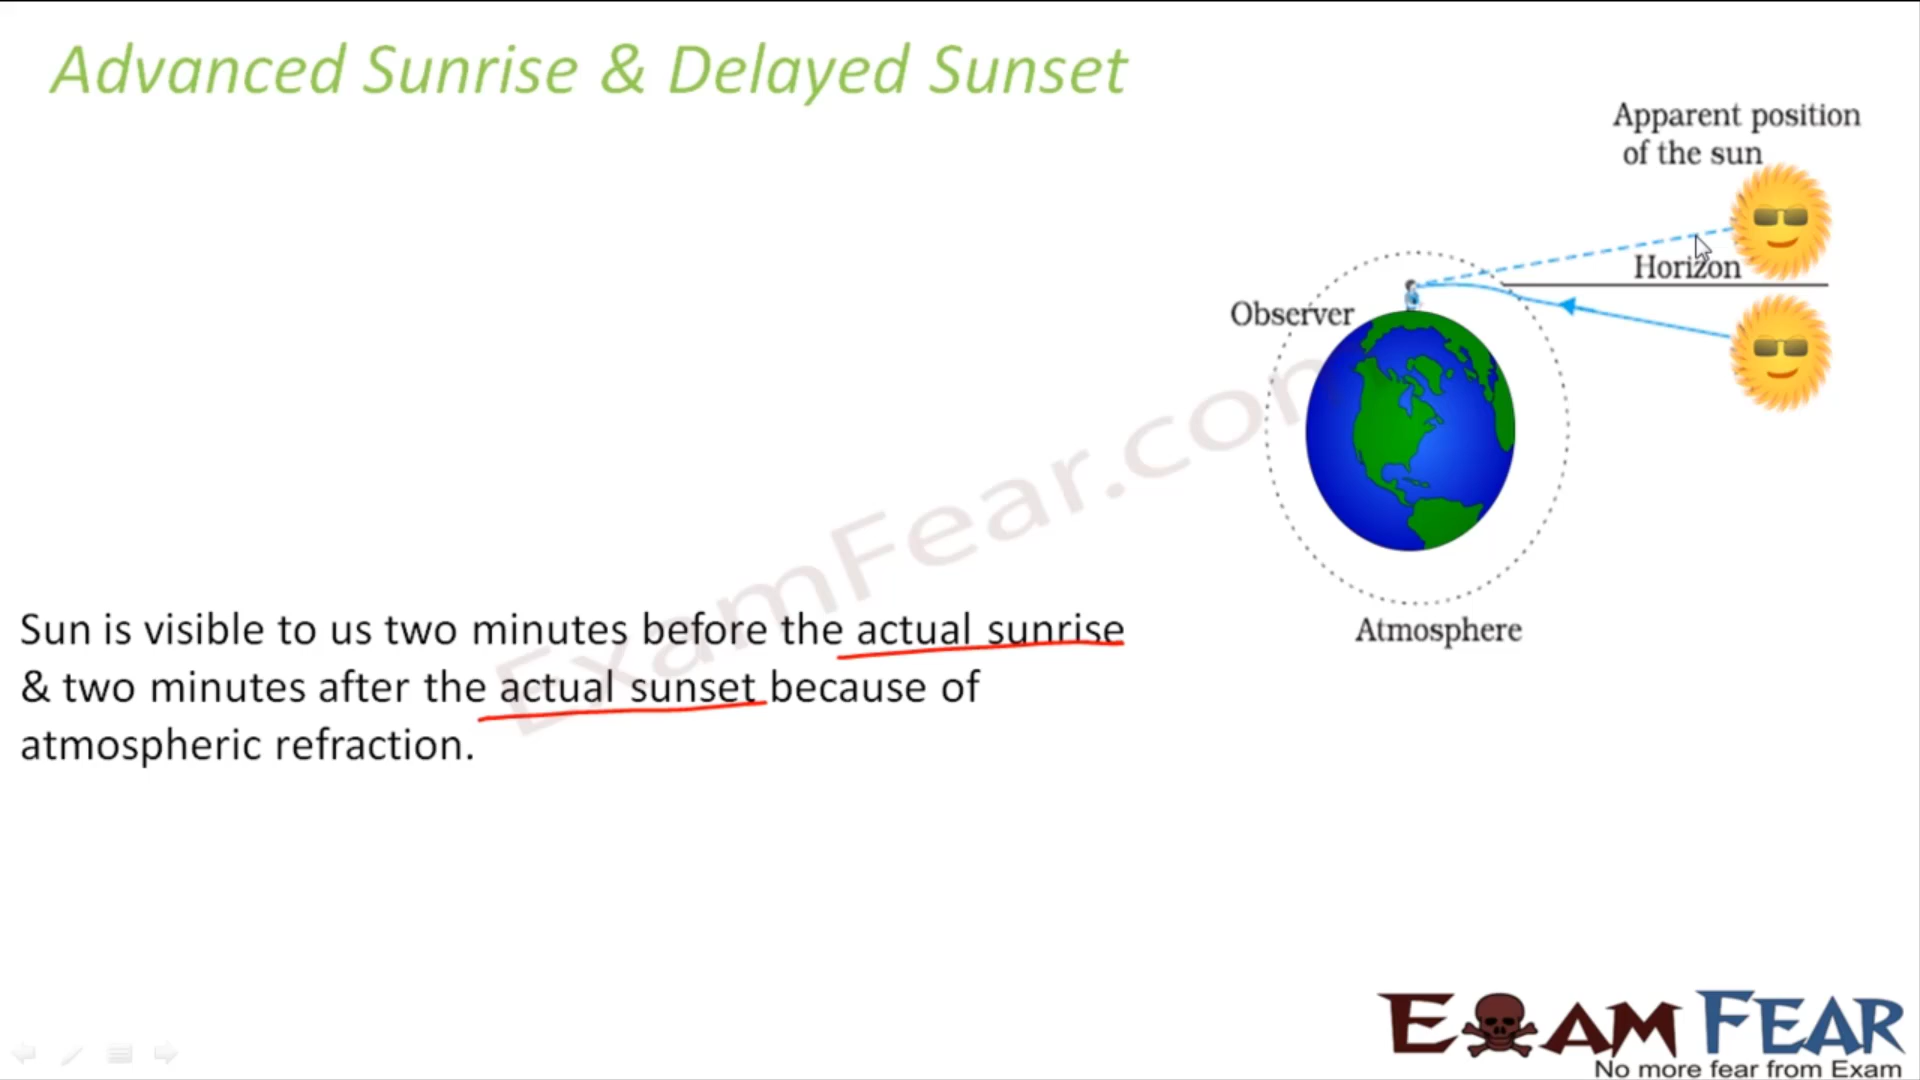 Advanced Sunrise & Delayed Sunset
Apparent position
of the sun
Horizon
Observer
Atmosphere
ExamFear.com
Sun is visible to us two minutes before the actual sunrise
& two minutes after the actual sunset because of
atmospheric refraction.
EXAM FEAR
No more fear from Exam